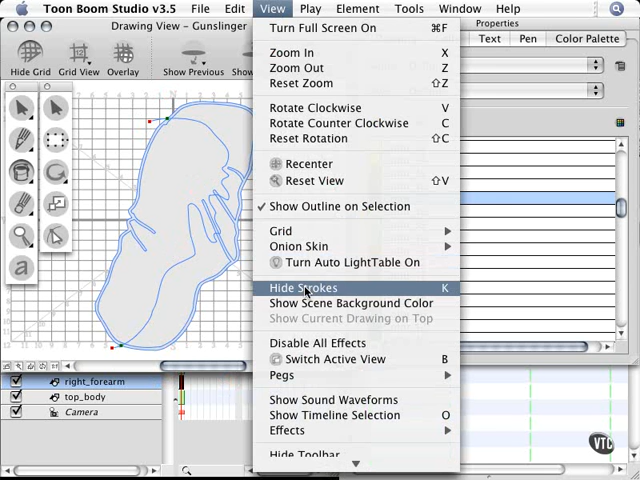 Toon Boom Studio v3.5 File Edit View Play Element Tools Window Help
Drawing View - Gunslinger
Properties
Hide Grid Grid View Overlay Show Previous
Text Pen Color Palette
Turn Full Screen On ⌘F
Zoom In X
Zoom Out Z
Reset Zoom ⇧Z
Rotate Clockwise V
Rotate Counter Clockwise C
Reset Rotation ⇧C
Recenter
Reset View ⇧V
✓ Show Outline on Selection
Grid
Onion Skin
Turn Auto LightTable On
Hide Strokes K
Show Scene Background Color
Show Current Drawing on Top
Disable All Effects
Switch Active View B
Pegs
Show Sound Waveforms
Show Timeline Selection O
Effects
Hide Toolbar
a
N
12
12
right_forearm
top_body
Camera
VTC